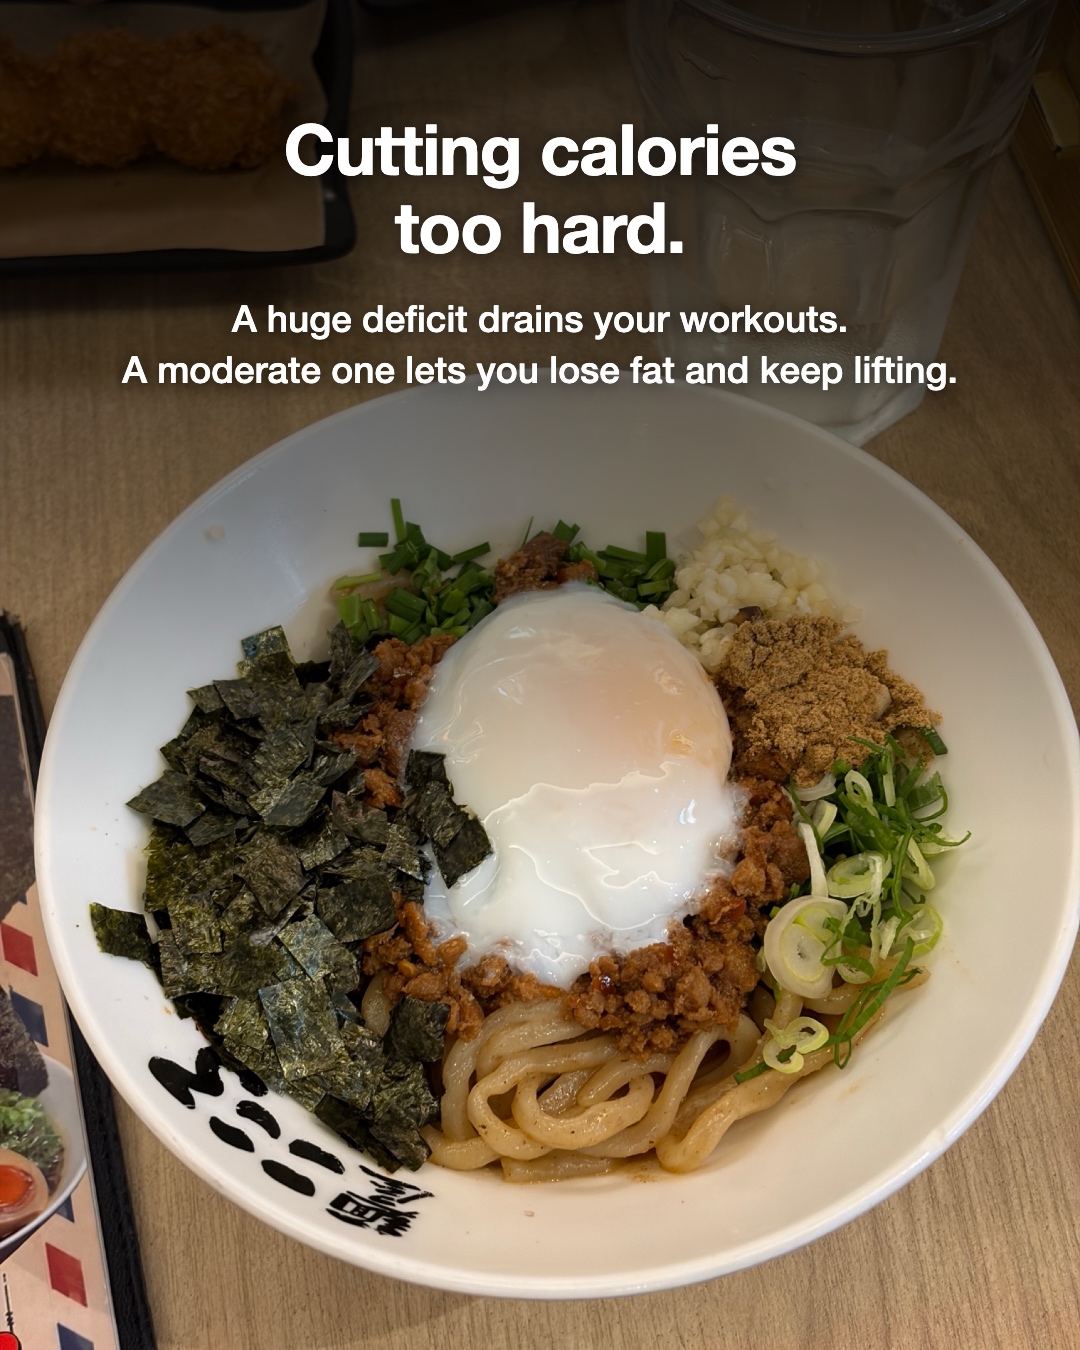 Cutting calories
too hard.
A huge deficit drains your workouts.
A moderate one lets you lose fat and keep lifting.